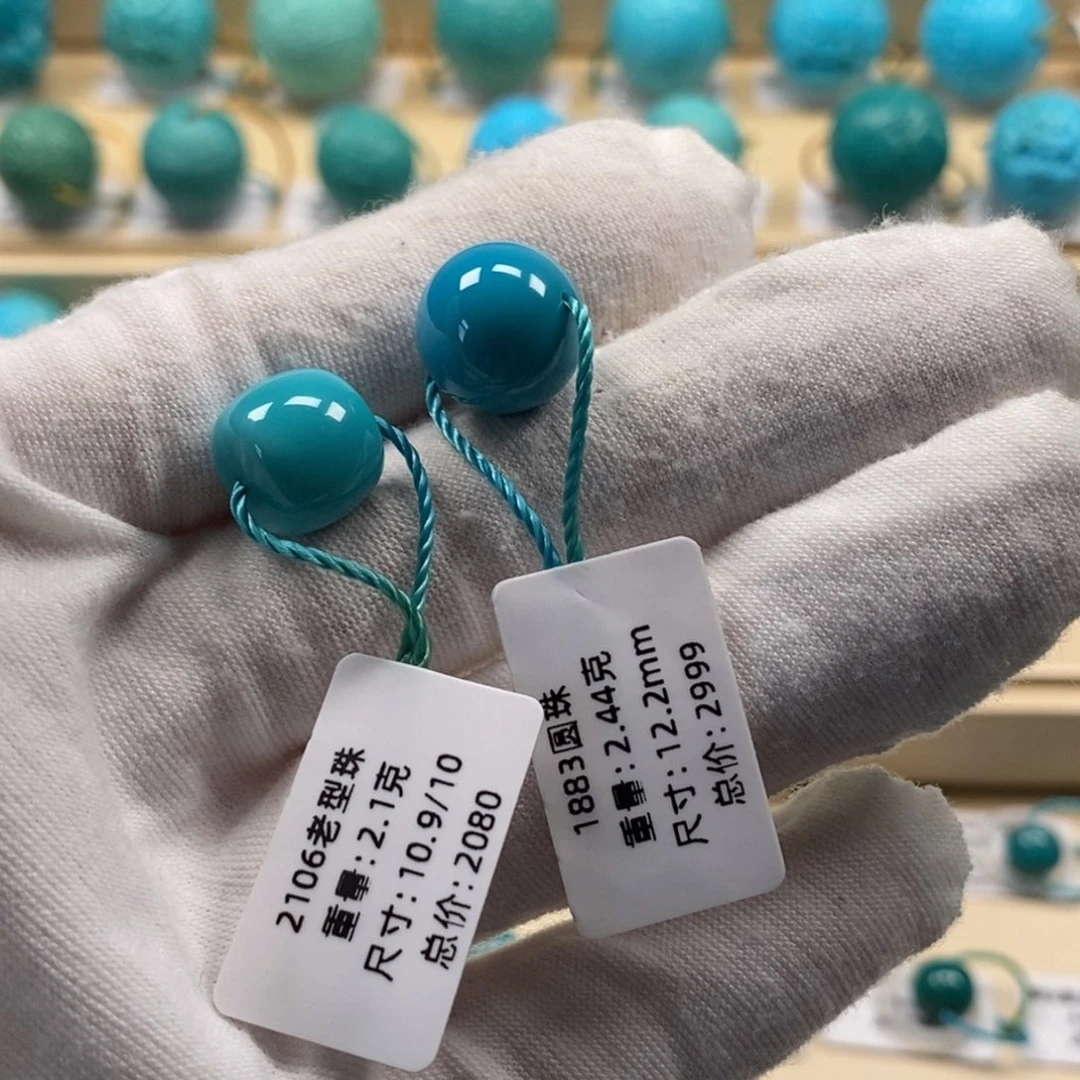 2106老型珠
重量:2.1克
尺寸:10.9/10
总价:2080
1883圆珠
重量:2.44克
尺寸:12.2mm
总价:2999